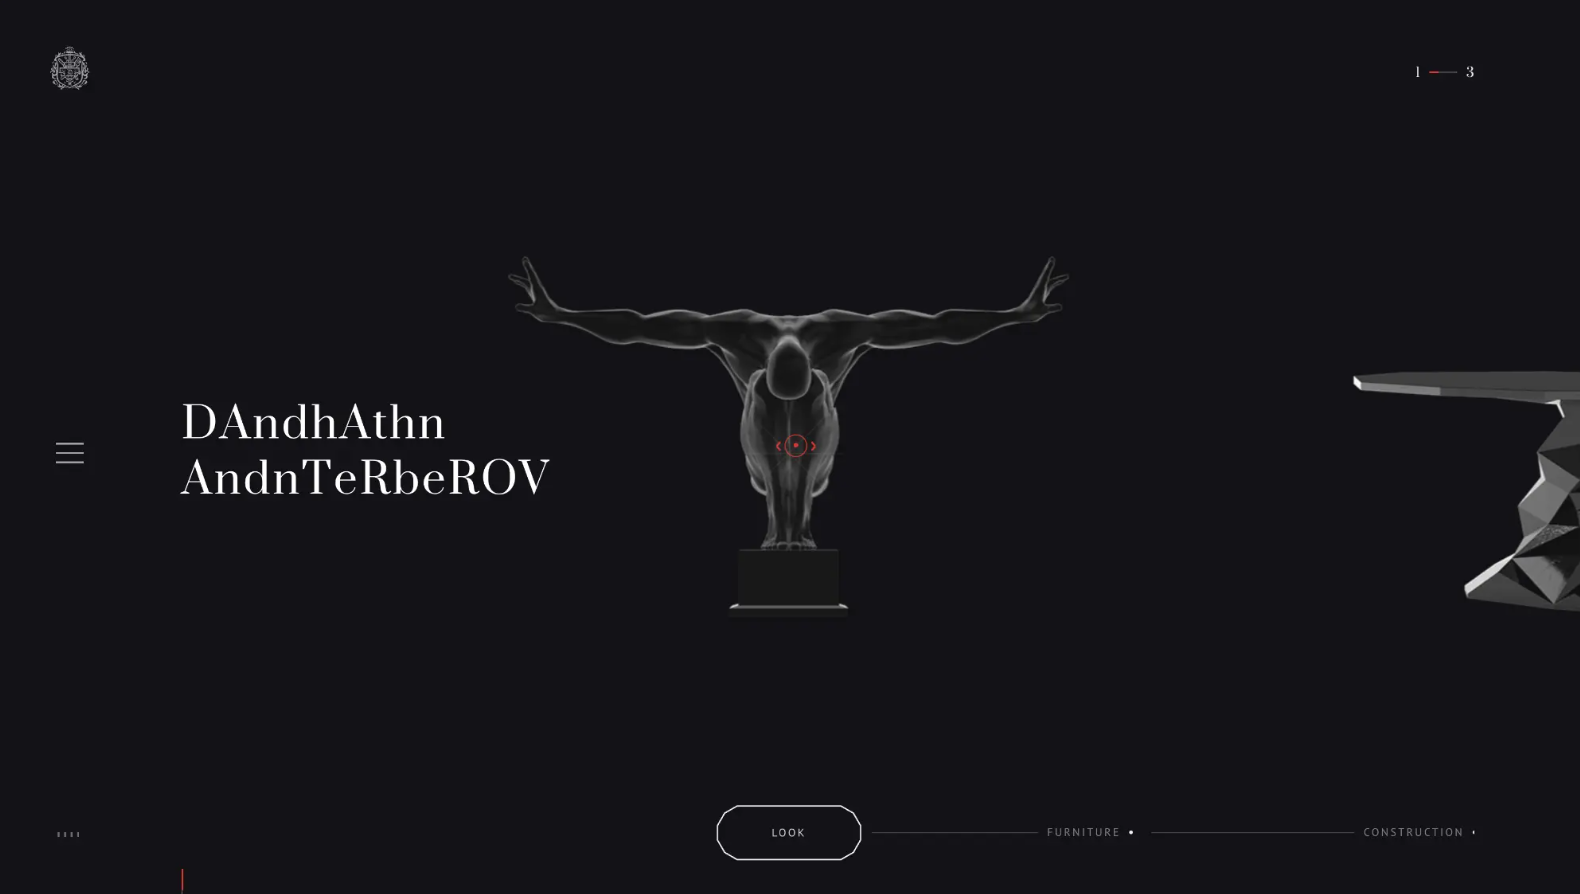 1 3
DAndhAthn
AndnTeRbeROV
LOOK
FURNITURE
CONSTRUCTION